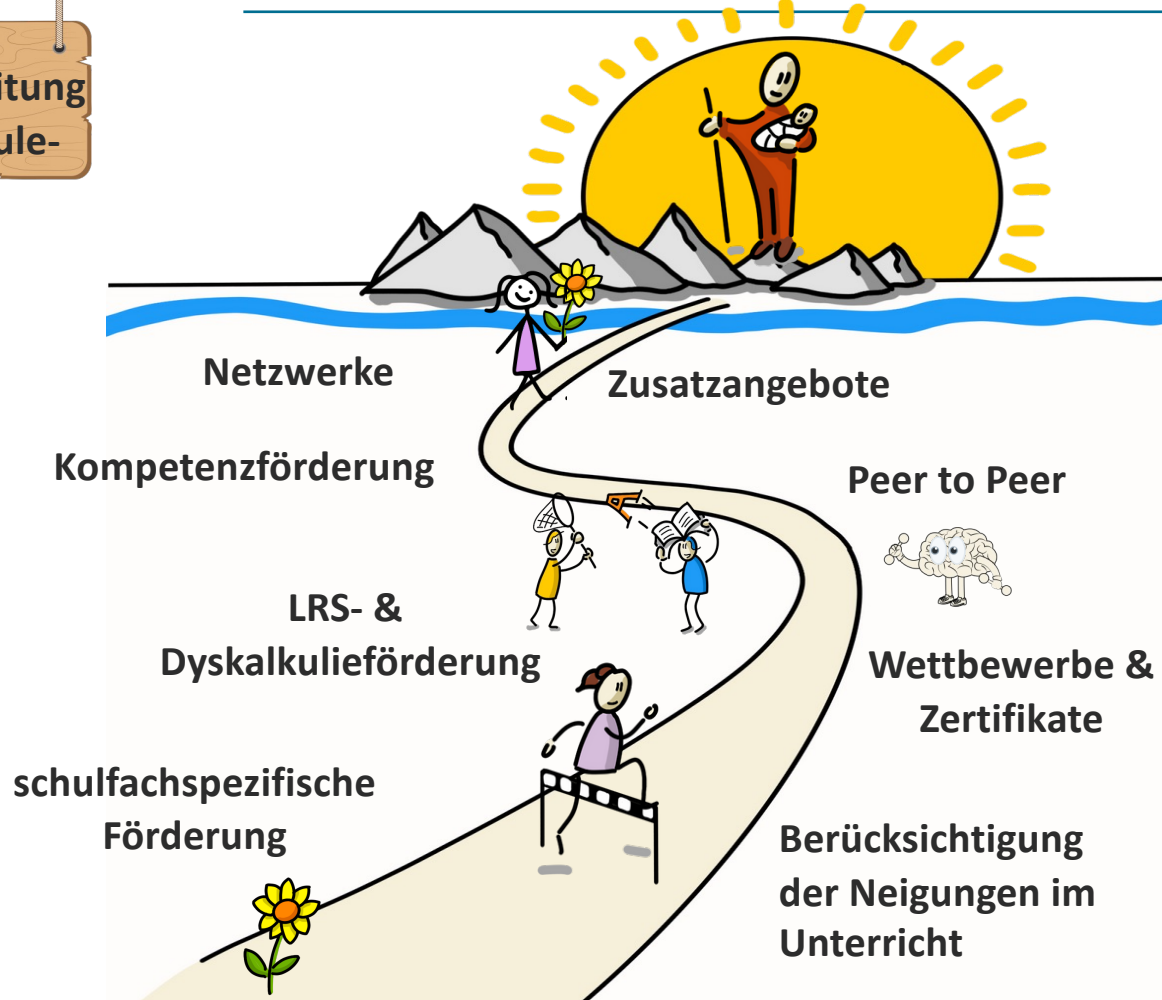 itung
ule-
Netzwerke
Zusatzangebote
Kompetenzförderung
Peer to Peer
LRS- &
Dyskalkulieförderung
Wettbewerbe &
Zertifikate
schulfachspezifische
Förderung
Berücksichtigung
der Neigungen im
Unterricht